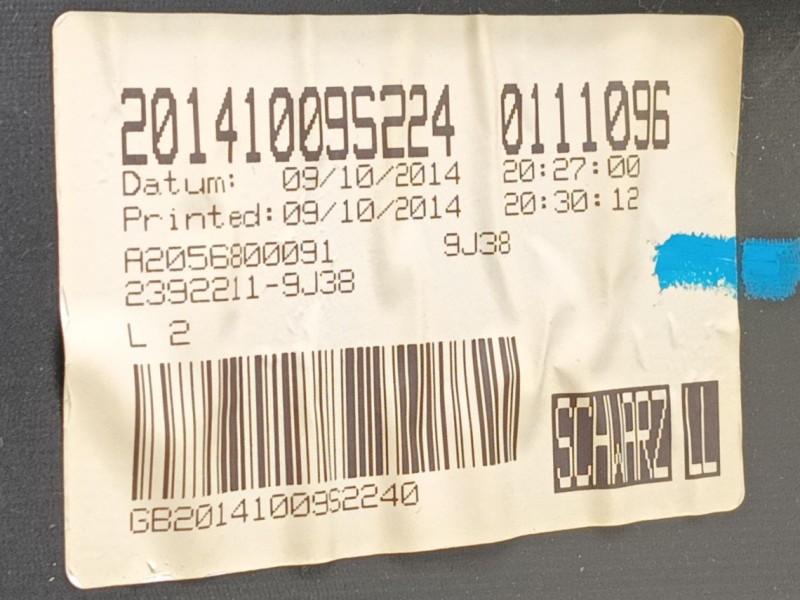 20141009S224 0111096
Datum: 09/10/2014 20:27:00
Printed:09/10/2014 20:30:12
A2056800091 9J38
2392211-9J38
L 2
GB20141009S2240
SCHWARZ LL